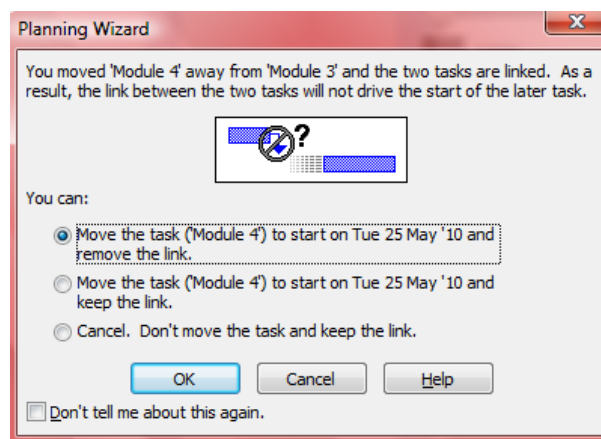 Planning Wizard
You moved 'Module 4' away from 'Module 3' and the two tasks are linked. As a
result, the link between the two tasks will not drive the start of the later task.
?
You can:
Move the task ('Module 4') to start on Tue 25 May '10 and
remove the link.
Move the task ('Module 4') to start on Tue 25 May '10 and
keep the link.
Cancel. Don't move the task and keep the link.
OK Cancel Help
Don't tell me about this again.